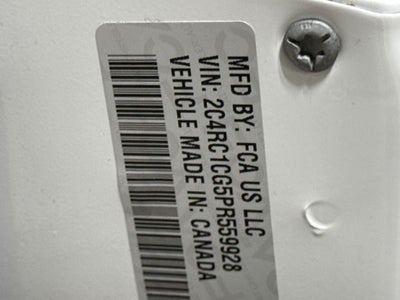 MFD BY: FCA US LLC
VIN: 2C4RC1CG5PR559928
VEHICLE MADE IN: CANADA